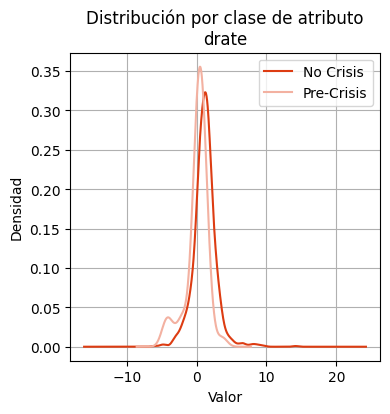 Distribución por clase de atributo
drate
No Crisis
Pre-Crisis
0.35
0.30
0.25
0.20
0.15
0.10
0.05
0.00
Densidad
−10
0
10
20
Valor